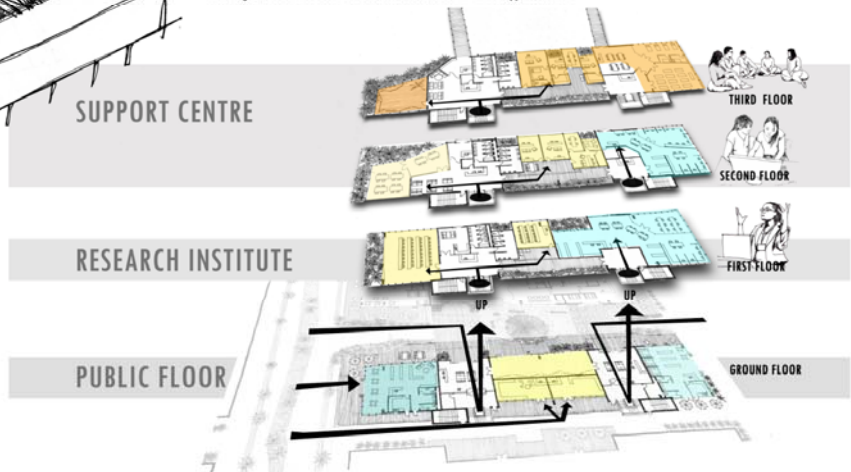 SUPPORT CENTRE
THIRD FLOOR
SECOND FLOOR
RESEARCH INSTITUTE
FIRST FLOOR
UP
UP
PUBLIC FLOOR
GROUND FLOOR